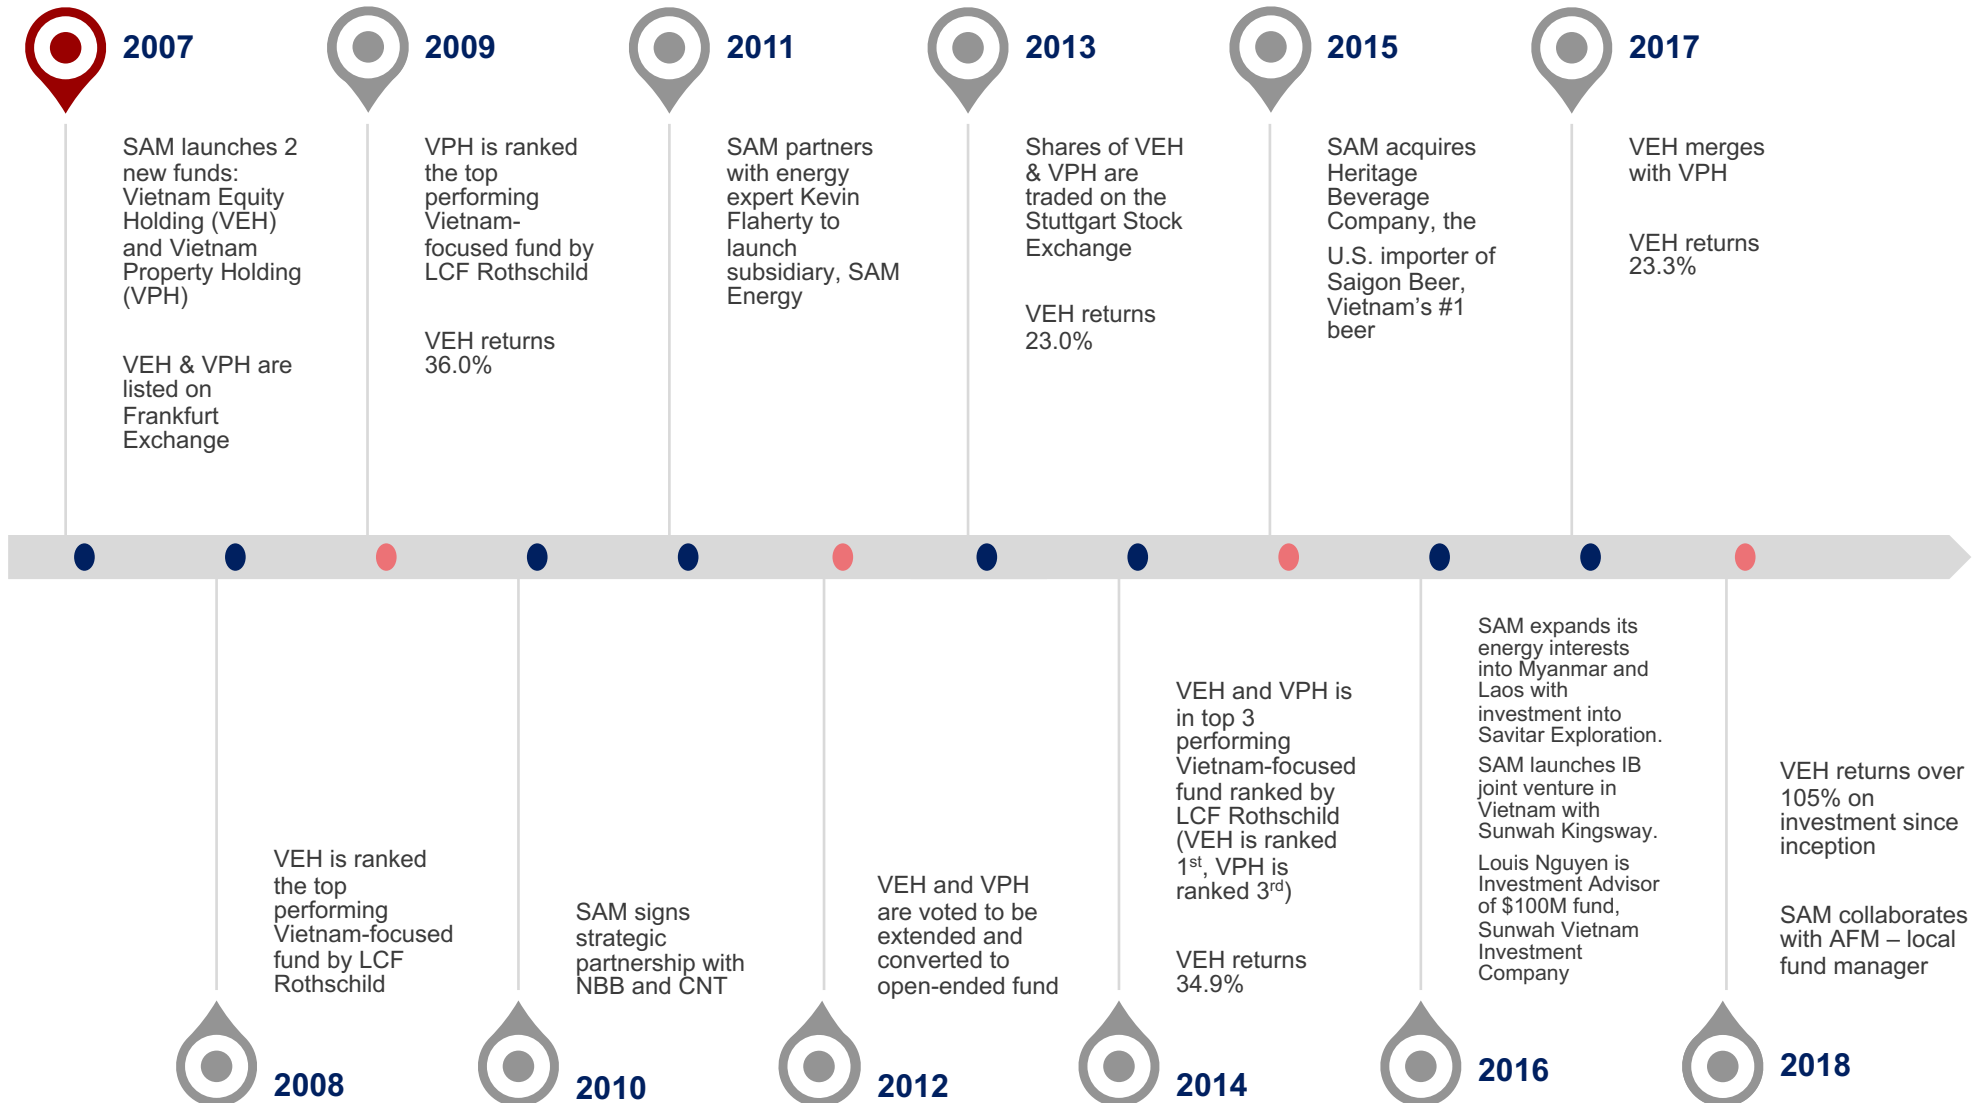 2007
SAM launches 2
new funds:
Vietnam Equity
Holding (VEH)
and Vietnam
Property Holding
(VPH)
VEH & VPH are
listed on
Frankfurt
Exchange
2009
VPH is ranked
the top
performing
Vietnam-
focused fund by
LCF Rothschild
VEH returns
36.0%
2011
SAM partners
with energy
expert Kevin
Flaherty to
launch
subsidiary, SAM
Energy
2013
Shares of VEH
& VPH are
traded on the
Stuttgart Stock
Exchange
VEH returns
23.0%
2015
SAM acquires
Heritage
Beverage
Company, the
U.S. importer of
Saigon Beer,
Vietnam’s #1
beer
2017
VEH merges
with VPH
VEH returns
23.3%
VEH is ranked
the top
performing
Vietnam-focused
fund by LCF
Rothschild
2008
SAM signs
strategic
partnership with
NBB and CNT
2010
VEH and VPH
are voted to be
extended and
converted to
open-ended fund
2012
VEH and VPH is
in top 3
performing
Vietnam-focused
fund ranked by
LCF Rothschild
(VEH is ranked
1st, VPH is
ranked 3rd)
VEH returns
34.9%
2014
SAM expands its
energy interests
into Myanmar and
Laos with
investment into
Savitar Exploration.
SAM launches IB
joint venture in
Vietnam with
Sunwah Kingsway.
Louis Nguyen is
Investment Advisor
of $100M fund,
Sunwah Vietnam
Investment
Company
2016
VEH returns over
105% on
investment since
inception
SAM collaborates
with AFM – local
fund manager
2018